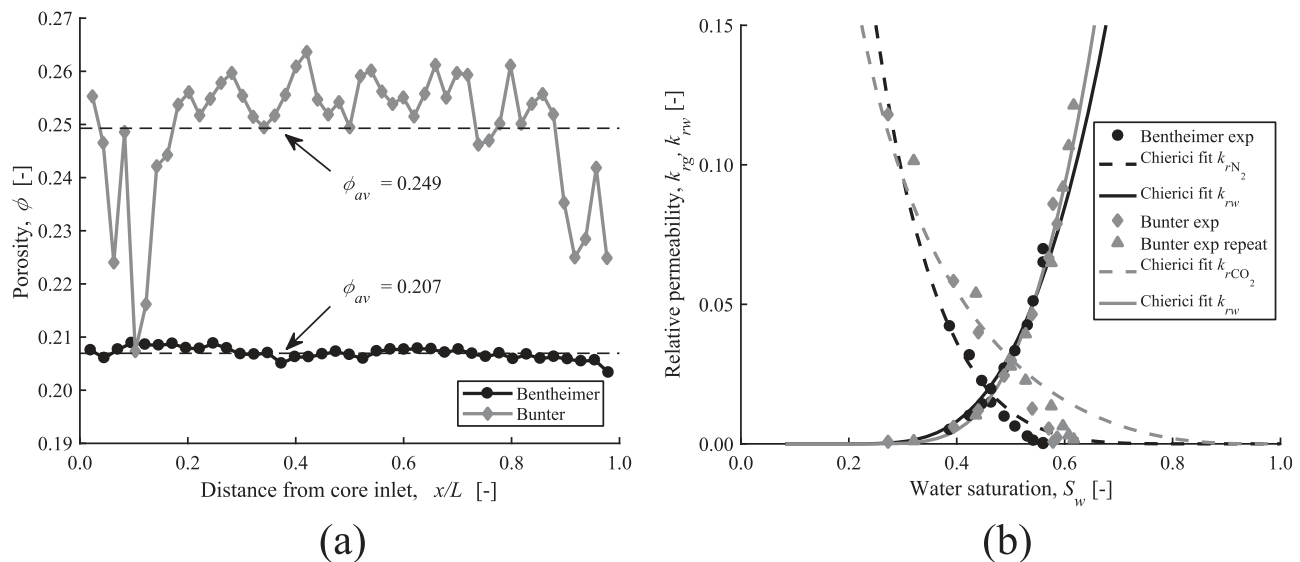 0.27
0.26
0.25
0.24
0.23
0.22
0.21
0.20
0.19
Porosity, ϕ [-]
ϕav = 0.249
ϕav = 0.207
Bentheimer
Bunter
0.0 0.2 0.4 0.6 0.8 1.0
Distance from core inlet, x/L [-]
(a)
0.15
0.10
0.05
0.00
Relative permeability, krg, krw [-]
Bentheimer exp
Chierici fit krN2
Chierici fit krw
Bunter exp
Bunter exp repeat
Chierici fit krCO2
Chierici fit krw
0.0 0.2 0.4 0.6 0.8 1.0
Water saturation, Sw [-]
(b)